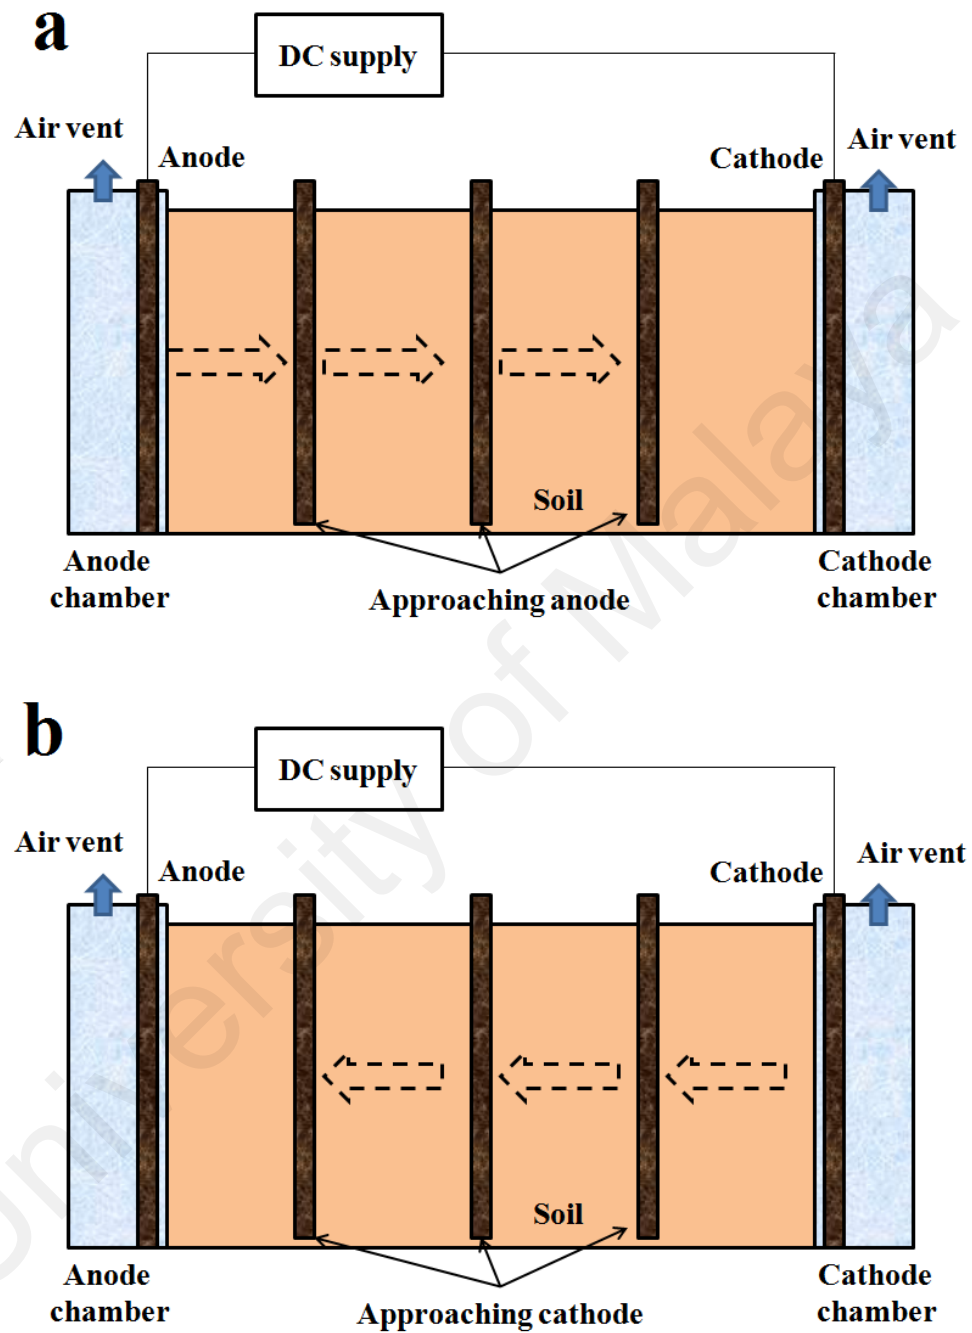 a
DC supply
Air vent
Anode
Cathode
Air vent
Soil
Anode
chamber
Approaching anode
Cathode
chamber
b
DC supply
Air vent
Anode
Cathode
Air vent
Soil
Anode
chamber
Approaching cathode
Cathode
chamber
University of Malaya